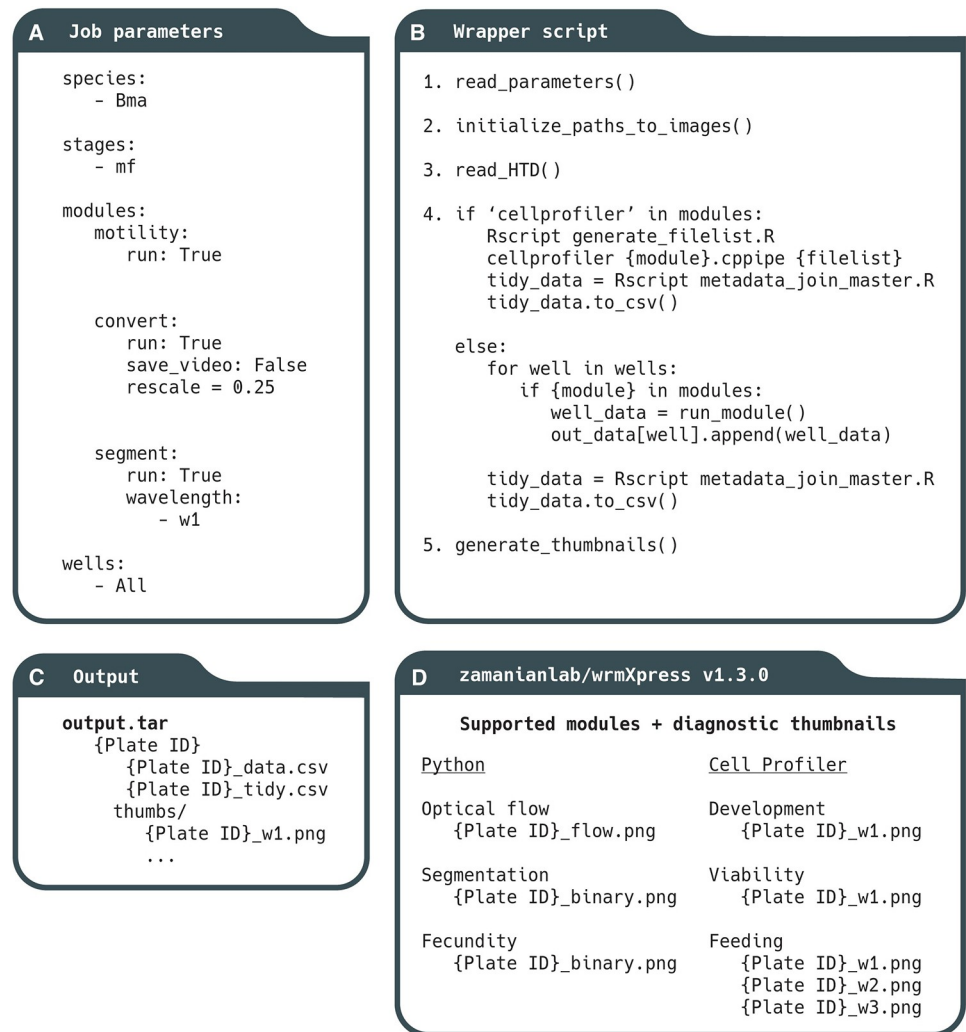 A Job parameters
species:
- Bma
stages:
- mf
modules:
motility:
run: True
convert:
run: True
save_video: False
rescale = 0.25
segment:
run: True
wavelength:
- w1
wells:
- All
B Wrapper script
1. read_parameters()
2. initialize_paths_to_images()
3. read_HTD()
4. if ‘cellprofiler’ in modules:
Rscript generate_filelist.R
cellprofiler {module}.cppipe {filelist}
tidy_data = Rscript metadata_join_master.R
tidy_data.to_csv()
else:
for well in wells:
if {module} in modules:
well_data = run_module()
out_data[well].append(well_data)
tidy_data = Rscript metadata_join_master.R
tidy_data.to_csv()
5. generate_thumbnails()
C Output
output.tar
{Plate ID}
{Plate ID}_data.csv
{Plate ID}_tidy.csv
thumbs/
{Plate ID}_w1.png
...
D zamanianlab/wrmXpress v1.3.0
Supported modules + diagnostic thumbnails
Python
Optical flow
{Plate ID}_flow.png
Segmentation
{Plate ID}_binary.png
Fecundity
{Plate ID}_binary.png
Cell Profiler
Development
{Plate ID}_w1.png
Viability
{Plate ID}_w1.png
Feeding
{Plate ID}_w1.png
{Plate ID}_w2.png
{Plate ID}_w3.png